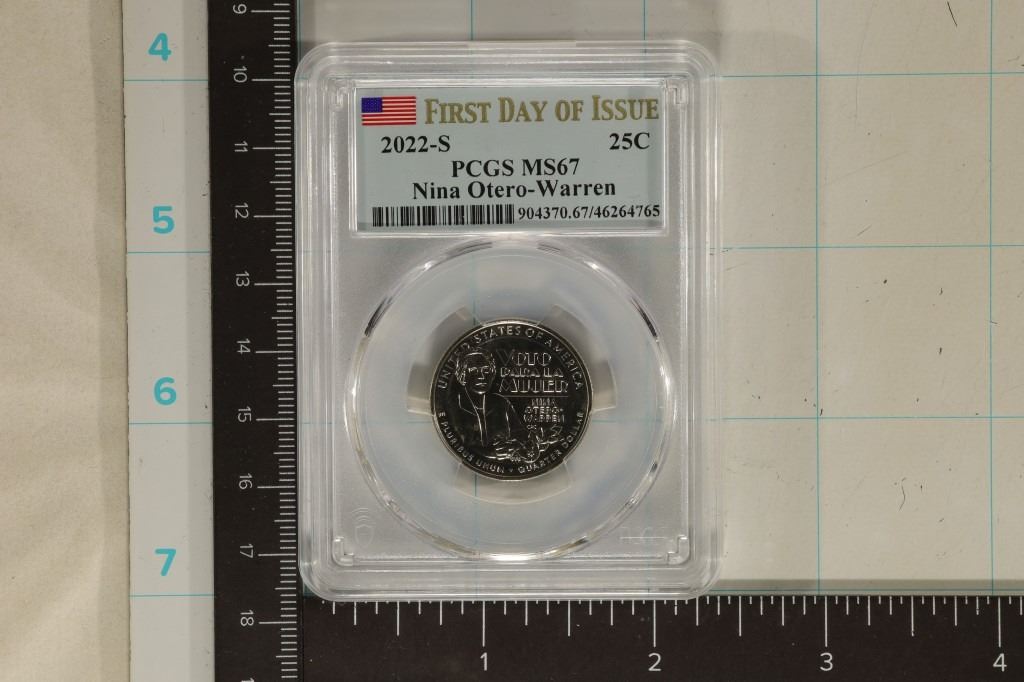 FIRST DAY OF ISSUE
2022-S 25C
PCGS MS67
Nina Otero-Warren
904370.67/46264765
UNITED STATES OF AMERICA
VOTO
PARA LA
MUJER
NINA
OTERO-
WARREN
E PLURIBUS UNUM • QUARTER DOLLAR
4
5
6
7
9
10
11
12
13
14
15
16
17
18
1
2
3
4